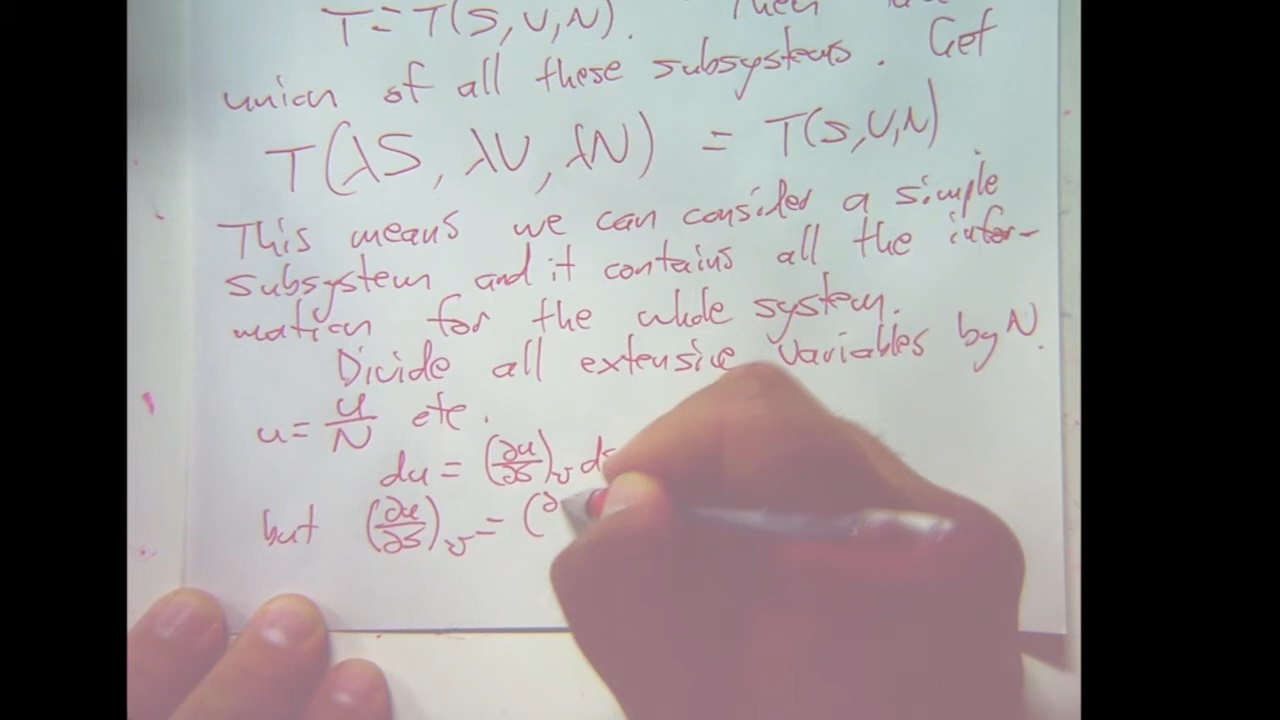 T=T(S,V,N). Then
union of all these subsystems. Get
T(λS, λV, λN) = T(S,V,N)
This means we can consider a simple
subsystem and it contains all the infor-
mation for the whole system.
Divide all extensive variables by N.
u = U/N etc.
du = (∂u/∂s)_v ds
but (∂u/∂s)_v = (∂